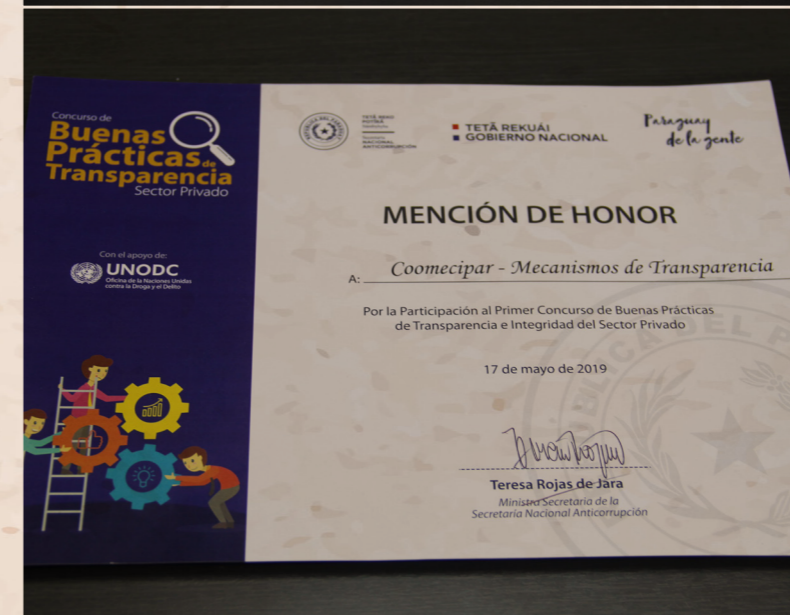 Concurso de
Buenas
Prácticas de
Transparencia
Sector Privado
Con el apoyo de:
UNODC
Oficina de las Naciones Unidas
contra la Droga y el Delito
TETÃ REKUÁI
GOBIERNO NACIONAL
Paraguay
de la gente
MENCIÓN DE HONOR
A: Coomecipar - Mecanismos de Transparencia
Por la Participación al Primer Concurso de Buenas Prácticas
de Transparencia e Integridad del Sector Privado
17 de mayo de 2019
Teresa Rojas de Jara
Ministra Secretaria de la
Secretaría Nacional Anticorrupción